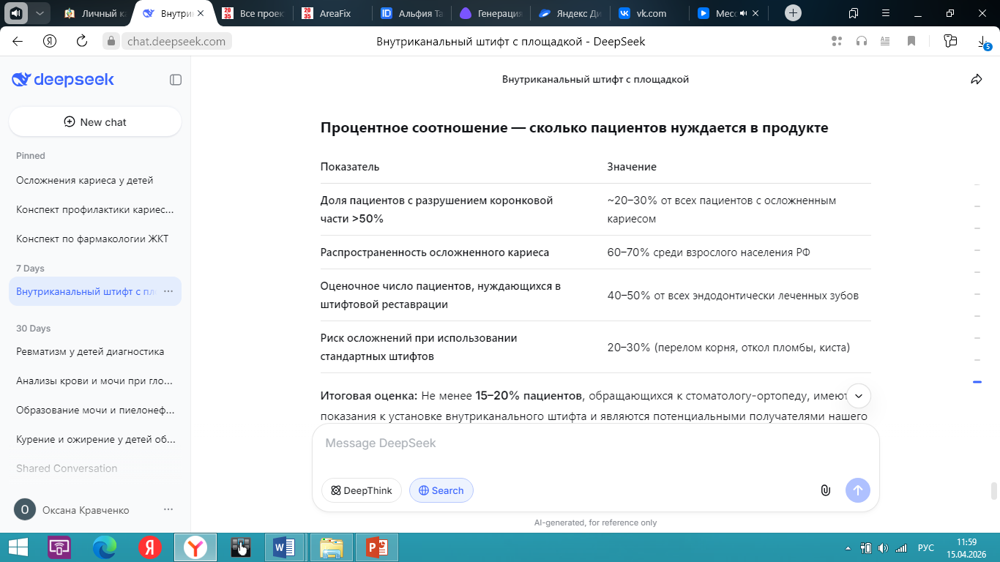 Личный к
Внутрин
Все проек
AreaFix
Альфия Та
Генерация
Яндекс Ди
vk.com
Месс
chat.deepseek.com
Внутриканальный штифт с площадкой - DeepSeek
5
deepseek
New chat
Pinned
Осложнения кариеса у детей
Конспект профилактики кариес...
Конспект по фармакологии ЖКТ
7 Days
Внутриканальный штифт с пл
30 Days
Ревматизм у детей диагностика
Анализы крови и мочи при гло...
Образование мочи и пиелонеф...
Курение и ожирение у детей об...
Shared Conversation
О
Оксана Кравченко
Внутриканальный штифт с площадкой
Процентное соотношение — сколько пациентов нуждается в продукте
Показатель Значение
Доля пациентов с разрушением коронковой
части >50%
~20–30% от всех пациентов с осложненным
кариесом
Распространенность осложненного кариеса 60–70% среди взрослого населения РФ
Оценочное число пациентов, нуждающихся в
штифтовой реставрации
40–50% от всех эндодонтически леченных зубов
Риск осложнений при использовании
стандартных штифтов
20–30% (перелом корня, откол пломбы, киста)
Итоговая оценка: Не менее 15–20% пациентов, обращающихся к стоматологу-ортопеду, имеют
показания к установке внутриканального штифта и являются потенциальными получателями нашего
Message DeepSeek
DeepThink
Search
AI-generated, for reference only
РУС
11:59
15.04.2026